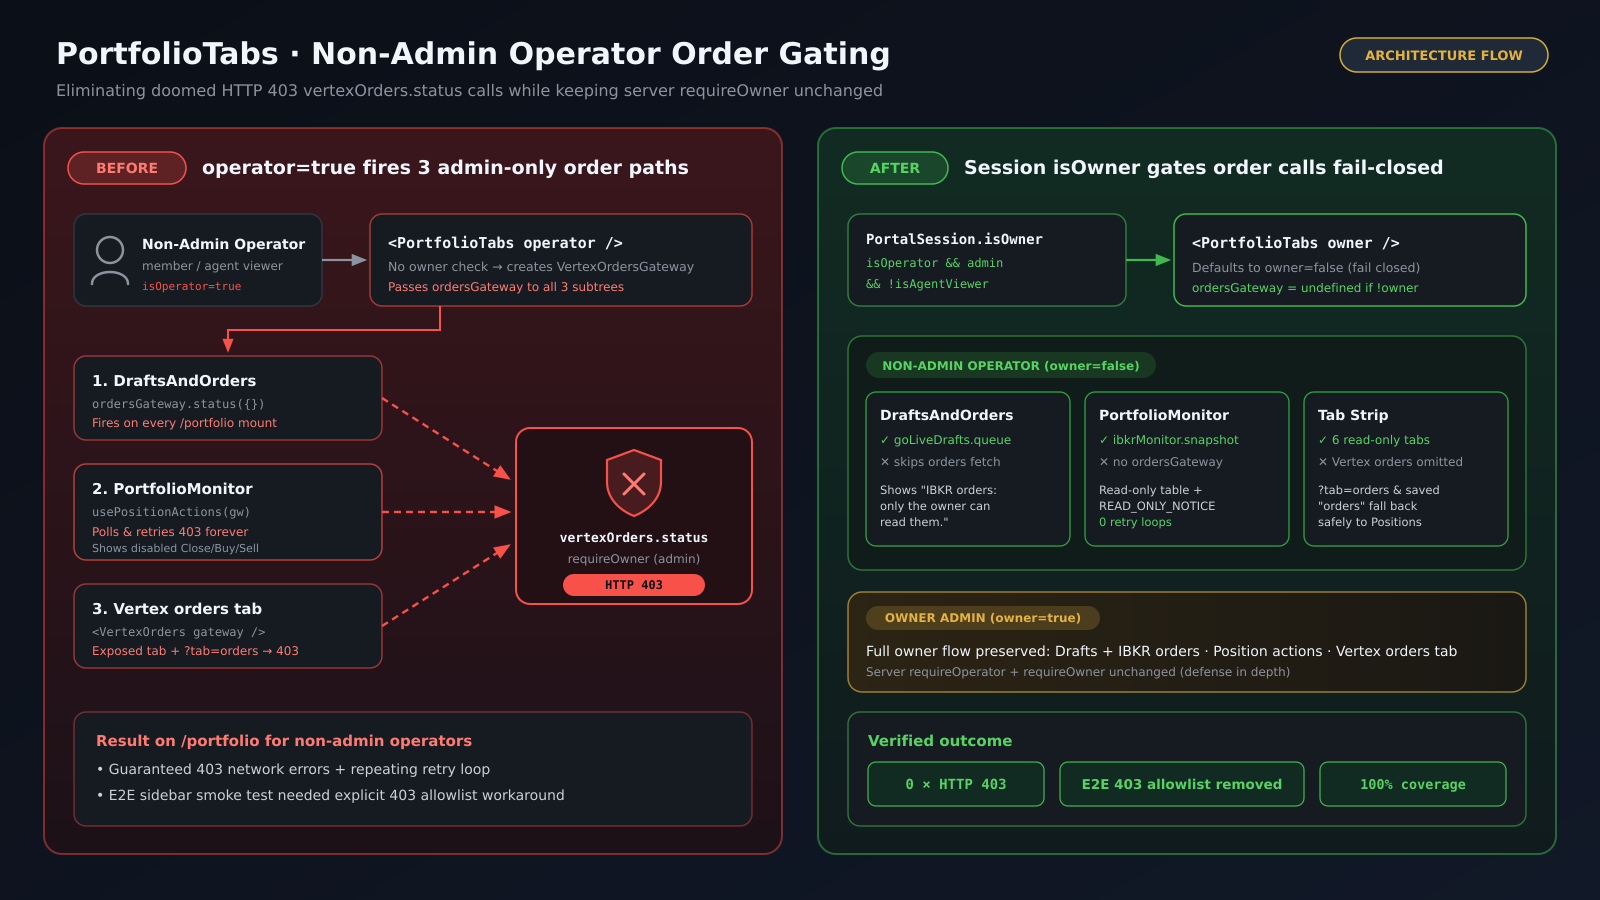 PortfolioTabs · Non-Admin Operator Order Gating
ARCHITECTURE FLOW
Eliminating doomed HTTP 403 vertexOrders.status calls while keeping server requireOwner unchanged
BEFORE
operator=true fires 3 admin-only order paths
Non-Admin Operator
member / agent viewer
isOperator=true
<PortfolioTabs operator />
No owner check → creates VertexOrdersGateway
Passes ordersGateway to all 3 subtrees
1. DraftsAndOrders
ordersGateway.status({})
Fires on every /portfolio mount
2. PortfolioMonitor
usePositionActions(gw)
Polls & retries 403 forever
Shows disabled Close/Buy/Sell
3. Vertex orders tab
<VertexOrders gateway />
Exposed tab + ?tab=orders → 403
vertexOrders.status
requireOwner (admin)
HTTP 403
Result on /portfolio for non-admin operators
• Guaranteed 403 network errors + repeating retry loop
• E2E sidebar smoke test needed explicit 403 allowlist workaround
AFTER
Session isOwner gates order calls fail-closed
PortalSession.isOwner
isOperator && admin
&& !isAgentViewer
<PortfolioTabs owner />
Defaults to owner=false (fail closed)
ordersGateway = undefined if !owner
NON-ADMIN OPERATOR (owner=false)
DraftsAndOrders
✓ goLiveDrafts.queue
✕ skips orders fetch
Shows "IBKR orders:
only the owner can
read them."
PortfolioMonitor
✓ ibkrMonitor.snapshot
✕ no ordersGateway
Read-only table +
READ_ONLY_NOTICE
0 retry loops
Tab Strip
✓ 6 read-only tabs
✕ Vertex orders omitted
?tab=orders & saved
"orders" fall back
safely to Positions
OWNER ADMIN (owner=true)
Full owner flow preserved: Drafts + IBKR orders · Position actions · Vertex orders tab
Server requireOperator + requireOwner unchanged (defense in depth)
Verified outcome
0 × HTTP 403
E2E 403 allowlist removed
100% coverage